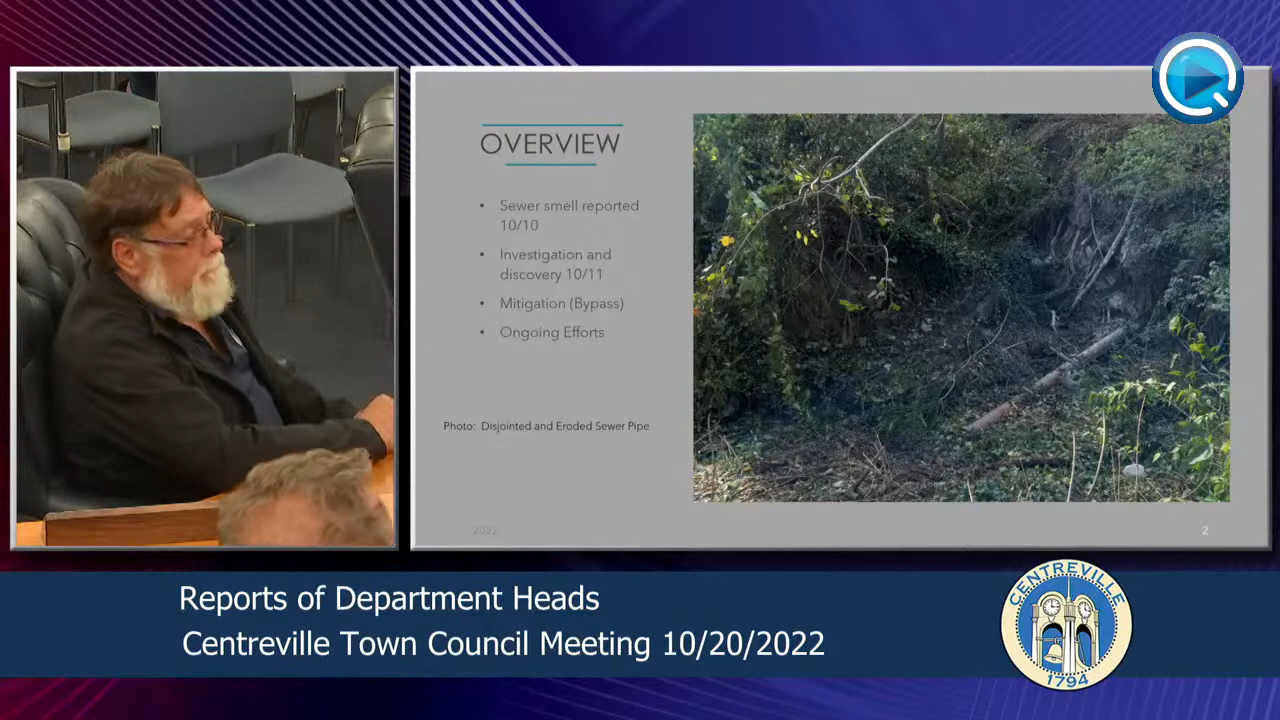 OVERVIEW
• Sewer smell reported
10/10
• Investigation and
discovery 10/11
• Mitigation (Bypass)
• Ongoing Efforts
Photo: Disjointed and Eroded Sewer Pipe
2022
2
Reports of Department Heads
Centreville Town Council Meeting 10/20/2022
CENTREVILLE
1794